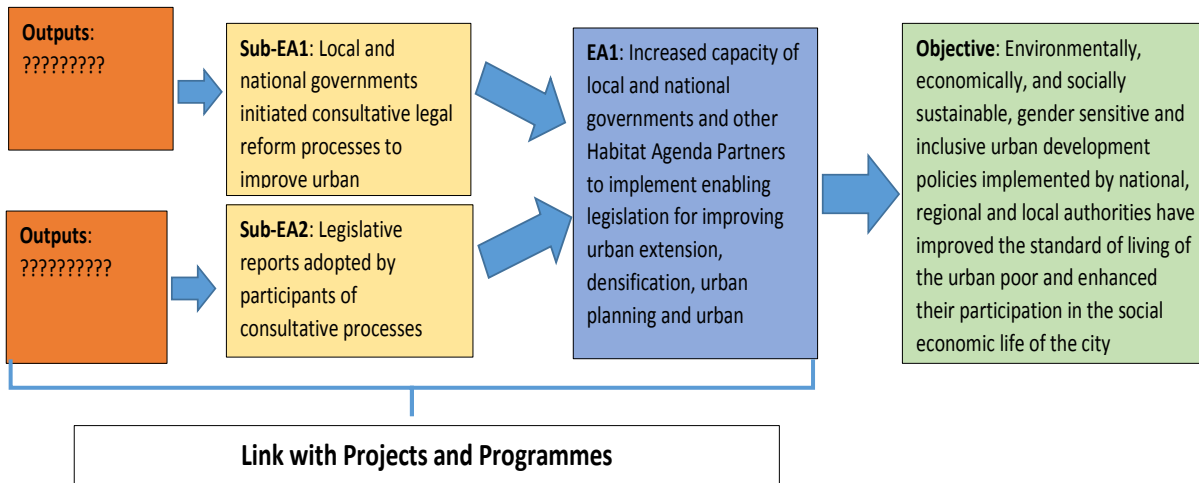 Outputs:
?????????
Sub-EA1: Local and
national governments
initiated consultative legal
reform processes to
improve urban
EA1: Increased capacity of
local and national
governments and other
Habitat Agenda Partners
to implement enabling
legislation for improving
urban extension,
densification, urban
planning and urban
Objective: Environmentally,
economically, and socially
sustainable, gender sensitive and
inclusive urban development
policies implemented by national,
regional and local authorities have
improved the standard of living of
the urban poor and enhanced
their participation in the social
economic life of the city
Outputs:
??????????
Sub-EA2: Legislative
reports adopted by
participants of
consultative processes
Link with Projects and Programmes